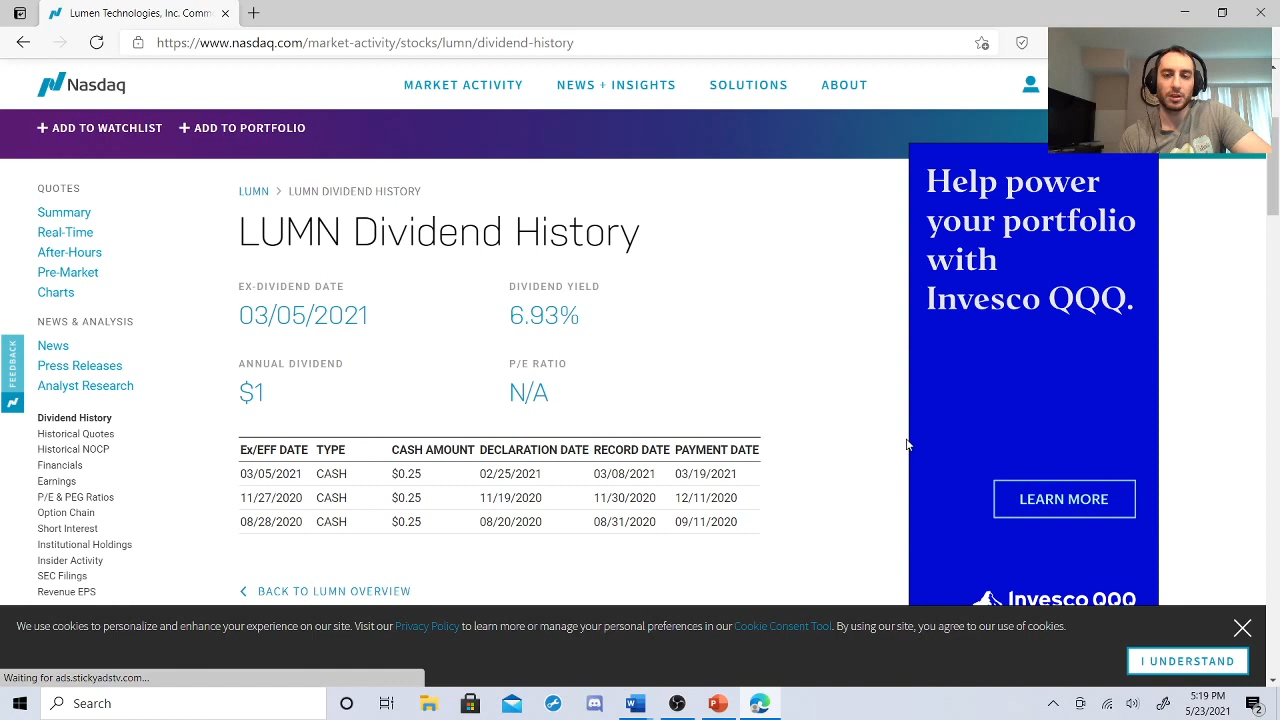 Lumen Technologies, Inc. Com
https://www.nasdaq.com/market-activity/stocks/lumn/dividend-history
Nasdaq
MARKET ACTIVITY NEWS + INSIGHTS SOLUTIONS ABOUT
+ ADD TO WATCHLIST + ADD TO PORTFOLIO
QUOTES
Summary
Real-Time
After-Hours
Pre-Market
Charts
NEWS & ANALYSIS
News
Press Releases
Analyst Research
Dividend History
Historical Quotes
Historical NOCP
Financials
Earnings
P/E & PEG Ratios
Option Chain
Short Interest
Institutional Holdings
Insider Activity
SEC Filings
Revenue EPS
FEEDBACK
LUMN > LUMN DIVIDEND HISTORY
LUMN Dividend History
EX-DIVIDEND DATE DIVIDEND YIELD
03/05/2021 6.93%
ANNUAL DIVIDEND P/E RATIO
$1 N/A
Ex/EFF DATE TYPE CASH AMOUNT DECLARATION DATE RECORD DATE PAYMENT DATE
03/05/2021 CASH $0.25 02/25/2021 03/08/2021 03/19/2021
11/27/2020 CASH $0.25 11/19/2020 11/30/2020 12/11/2020
08/28/2020 CASH $0.25 08/20/2020 08/31/2020 09/11/2020
BACK TO LUMN OVERVIEW
Help power
your portfolio
with
Invesco QQQ.
LEARN MORE
Invesco QQQ
We use cookies to personalize and enhance your experience on our site. Visit our Privacy Policy to learn more or manage your personal preferences in our Cookie Consent Tool. By using our site, you agree to our use of cookies.
I UNDERSTAND
Waiting for ads.stickyadstv.com...
Search
5:19 PM
5/23/2021
2